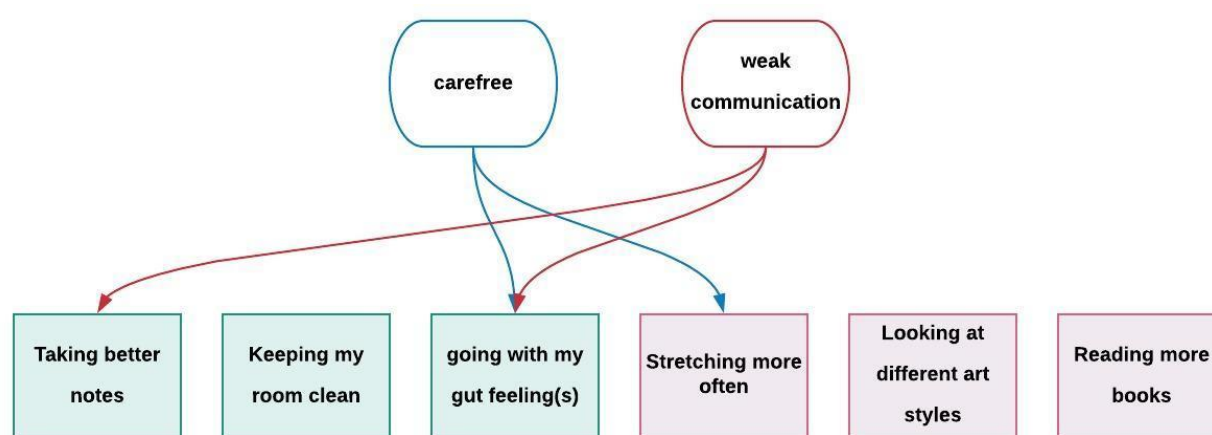 carefree
weak
communication
Taking better
notes
Keeping my
room clean
going with my
gut feeling(s)
Stretching more
often
Looking at
different art
styles
Reading more
books